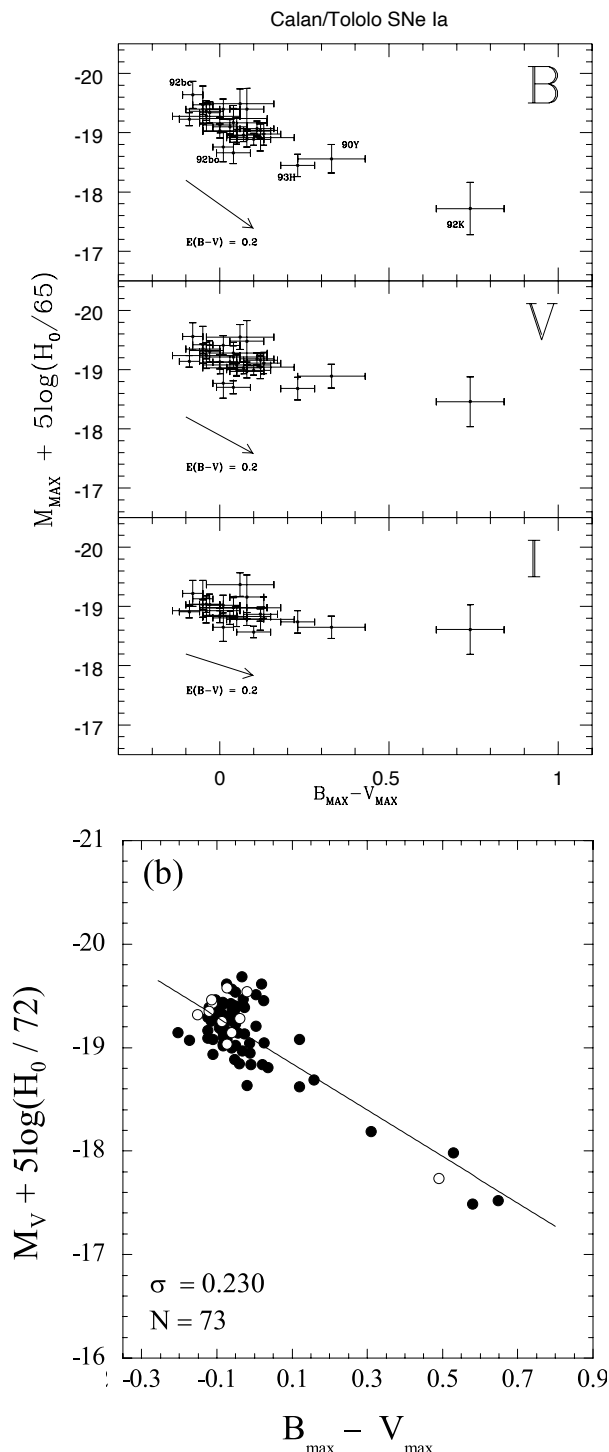 Calan/Tololo SNe Ia
B
-20
92bc
-19
90Y
92bo
93H
-18
92K
E(B-V) = 0.2
-17
V
-20
-19
-18
E(B-V) = 0.2
-17
I
-20
-19
-18
E(B-V) = 0.2
-17
M_MAX + 5log(H_0/65)
0 0.5 1
B_MAX-V_MAX
-21
(b)
-20
-19
-18
-17
-16
M_V + 5log(H_0 / 72)
σ = 0.230
N = 73
-0.3 -0.1 0.1 0.3 0.5 0.7 0.9
B_max - V_max